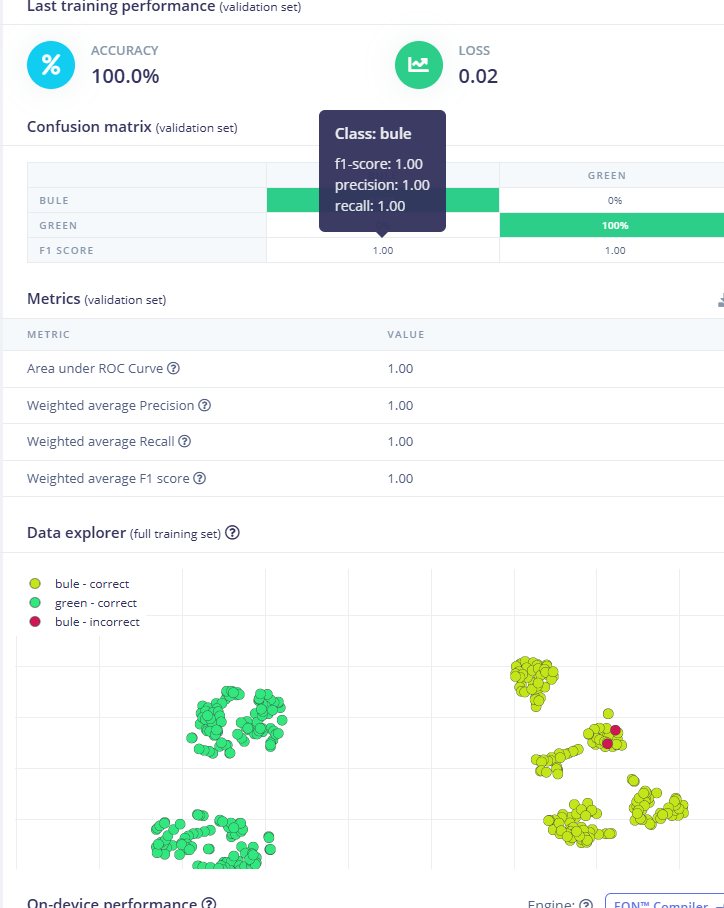 Last training performance (validation set)
ACCURACY
100.0%
LOSS
0.02
Confusion matrix (validation set)
Class: bule
f1-score: 1.00
precision: 1.00
recall: 1.00
GREEN
BULE 0%
GREEN 100%
F1 SCORE 1.00 1.00
Metrics (validation set)
METRIC VALUE
Area under ROC Curve ? 1.00
Weighted average Precision ? 1.00
Weighted average Recall ? 1.00
Weighted average F1 score ? 1.00
Data explorer (full training set) ?
bule - correct
green - correct
bule - incorrect
On-device performance ? Engine: ? EON™ Compiler